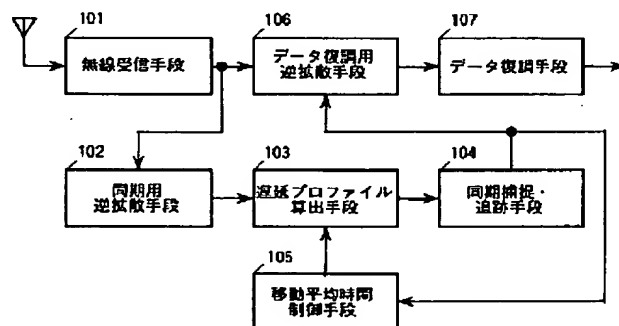 101
無線受信手段
106
データ復調用
逆拡散手段
107
データ復調手段
102
同期用
逆拡散手段
103
遅延プロファイル
算出手段
104
同期捕捉・
追跡手段
105
移動平均時間
制御手段